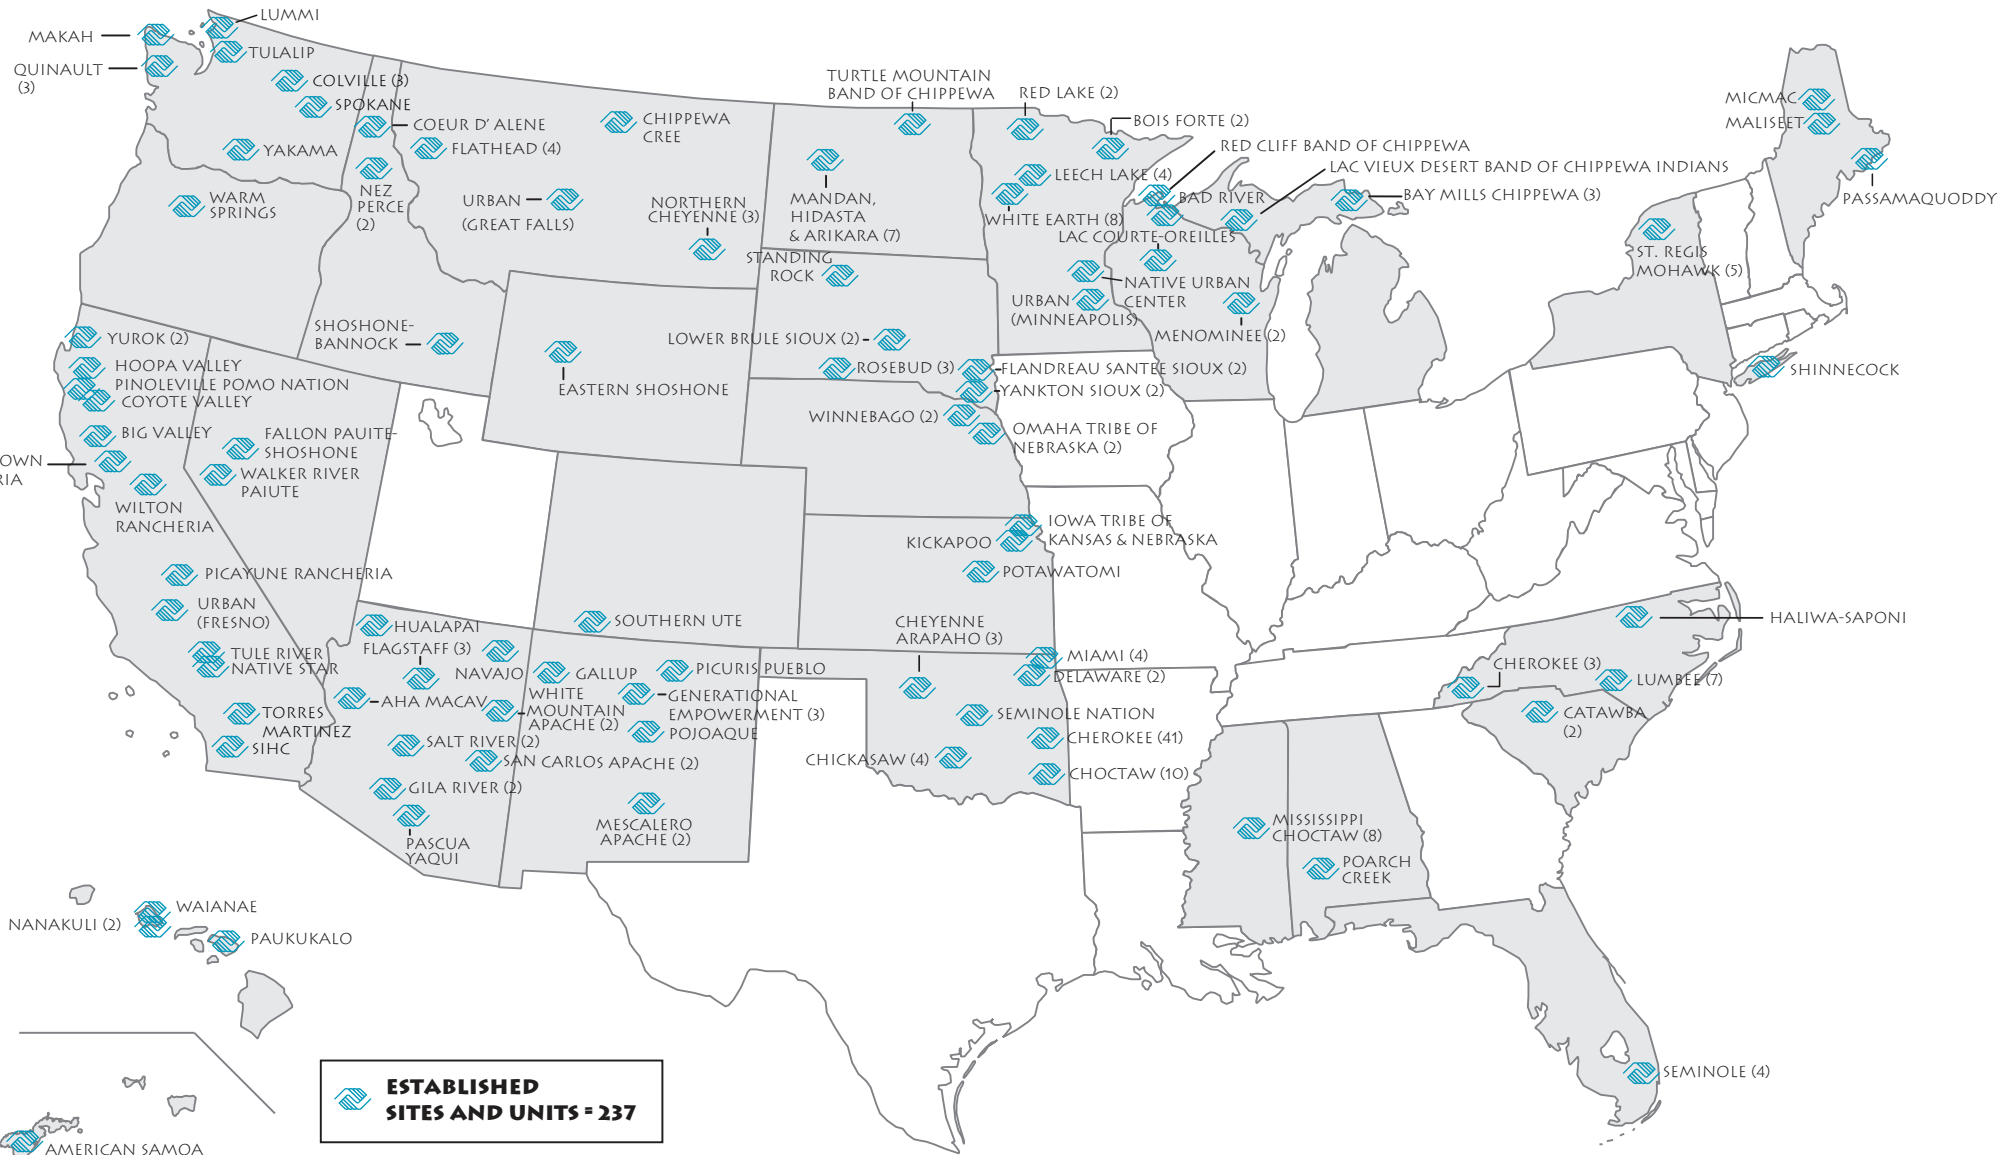 LUMMI
MAKAH
TULALIP
QUINAULT
(3)
COLVILLE (3)
SPOKANE
COEUR D' ALENE
FLATHEAD (4)
YAKAMA
NEZ
PERCE
(2)
WARM
SPRINGS
CHIPPEWA
CREE
URBAN
(GREAT FALLS)
NORTHERN
CHEYENNE (3)
TURTLE MOUNTAIN
BAND OF CHIPPEWA
MANDAN,
HIDASTA
& ARIKARA (7)
STANDING
ROCK
RED LAKE (2)
BOIS FORTE (2)
RED CLIFF BAND OF CHIPPEWA
LAC VIEUX DESERT BAND OF CHIPPEWA INDIANS
LEECH LAKE (4)
BAD RIVER
BAY MILLS CHIPPEWA (3)
WHITE EARTH (8)
LAC COURTE-OREILLES
NATIVE URBAN
CENTER
URBAN
(MINNEAPOLIS)
MENOMINEE (2)
MICMAC
MALISEET
PASSAMAQUODDY
ST. REGIS
MOHAWK (5)
SHINNECOCK
YUROK (2)
HOOPA VALLEY
PINOLEVILLE POMO NATION
COYOTE VALLEY
BIG VALLEY
OWN
RIA
WILTON
RANCHERIA
SHOSHONE-
BANNOCK
EASTERN SHOSHONE
LOWER BRULE SIOUX (2)
ROSEBUD (3)
FLANDREAU SANTEE SIOUX (2)
YANKTON SIOUX (2)
WINNEBAGO (2)
OMAHA TRIBE OF
NEBRASKA (2)
FALLON PAUITE-
SHOSHONE
WALKER RIVER
PAIUTE
PICAYUNE RANCHERIA
URBAN
(FRESNO)
TULE RIVER
NATIVE STAR
TORRES
MARTINEZ
SIHC
IOWA TRIBE OF
KANSAS & NEBRASKA
KICKAPOO
POTAWATOMI
SOUTHERN UTE
CHEYENNE
ARAPAHO (3)
MIAMI (4)
DELAWARE (2)
SEMINOLE NATION
CHEROKEE (41)
CHICKASAW (4)
CHOCTAW (10)
HUALAPAI
FLAGSTAFF (3)
NAVAJO
AHA MACAV
WHITE
MOUNTAIN
APACHE (2)
GALLUP
PICURIS PUEBLO
GENERATIONAL
EMPOWERMENT (3)
POJOAQUE
SALT RIVER (2)
SAN CARLOS APACHE (2)
GILA RIVER (2)
PASCUA
YAQUI
MESCALERO
APACHE (2)
HALIWA-SAPONI
CHEROKEE (3)
LUMBEE (7)
CATAWBA
(2)
MISSISSIPPI
CHOCTAW (8)
POARCH
CREEK
SEMINOLE (4)
WAIANAE
NANAKULI (2)
PAUKUKALO
AMERICAN SAMOA
ESTABLISHED
SITES AND UNITS = 237